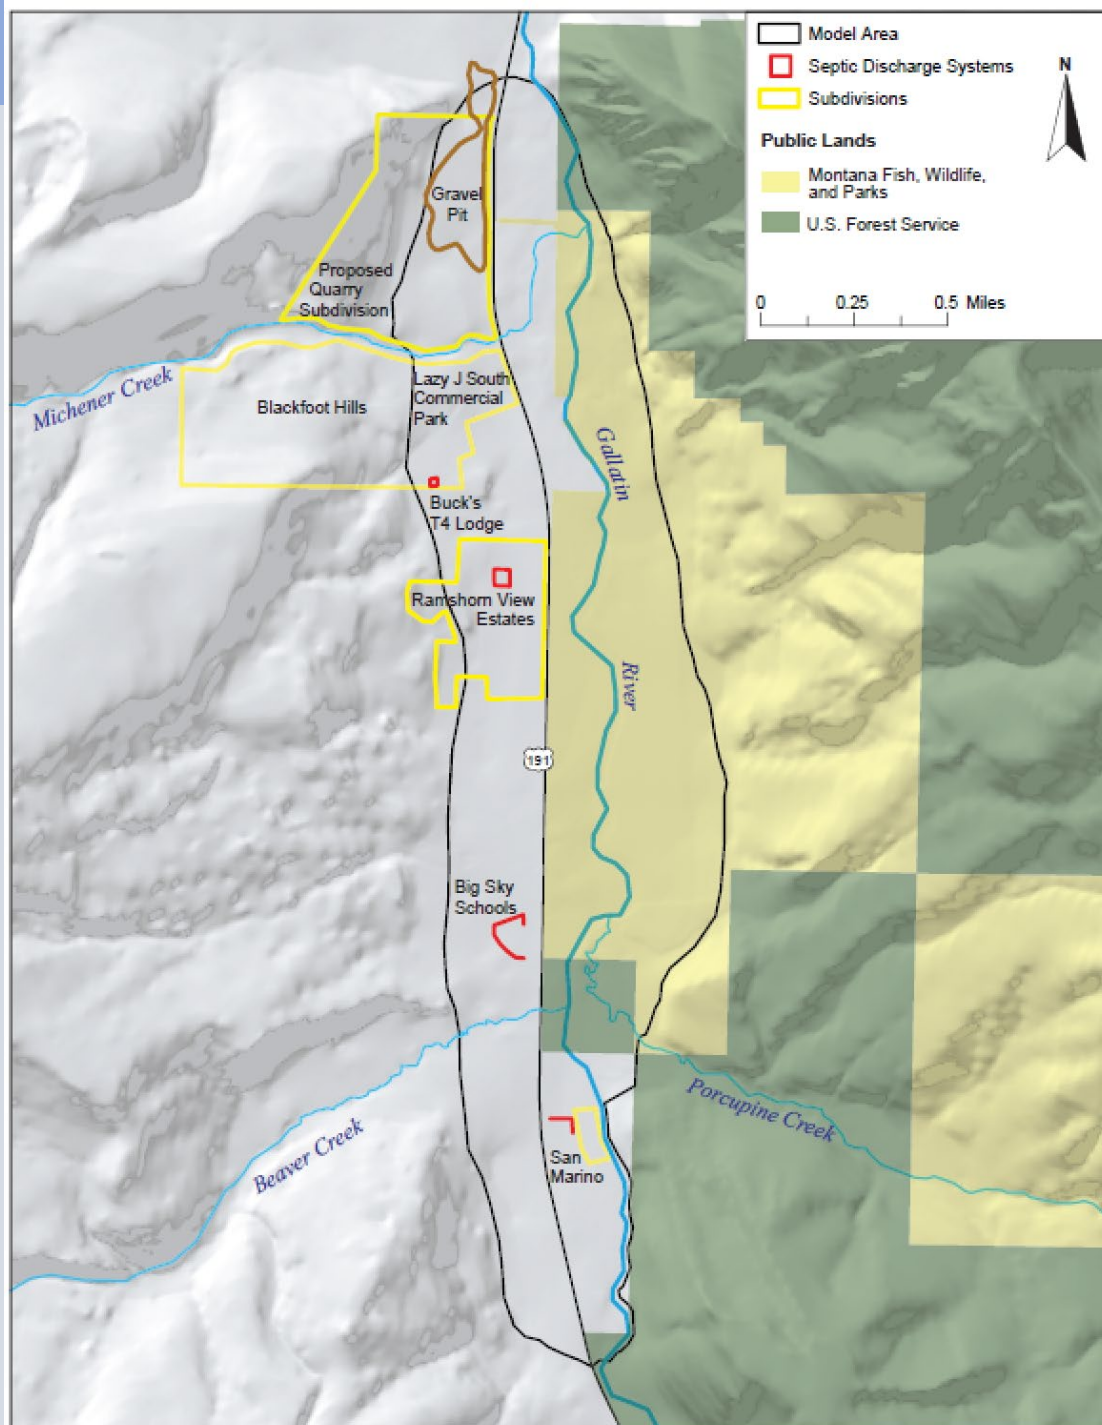 Model Area
Septic Discharge Systems
Subdivisions
Public Lands
Montana Fish, Wildlife,
and Parks
U.S. Forest Service
N
0 0.25 0.5 Miles
Gravel
Pit
Proposed
Quarry
Subdivision
Michener Creek
Blackfoot Hills
Lazy J South
Commercial
Park
Gallatin
River
Buck's
T4 Lodge
Ramshorn View
Estates
191
Big Sky
Schools
Beaver Creek
Porcupine Creek
San
Marino